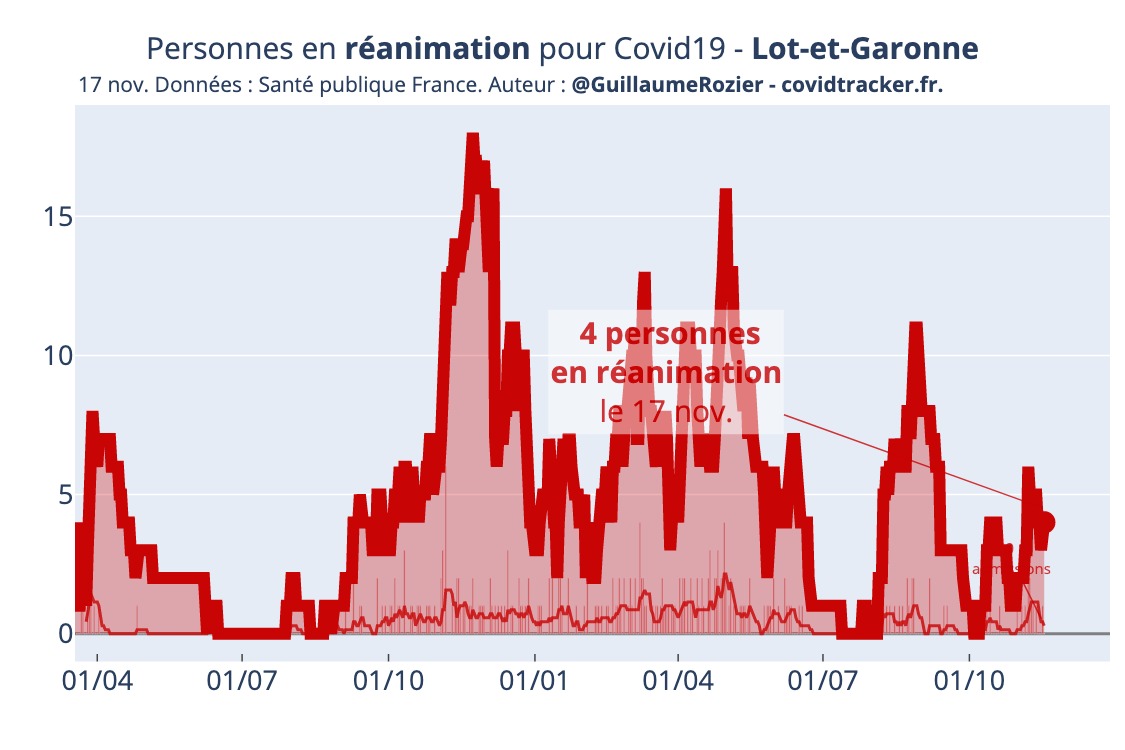 Personnes en réanimation pour Covid19 - Lot-et-Garonne
17 nov. Données : Santé publique France. Auteur : @GuillaumeRozier - covidtracker.fr.
15
10
5
0
4 personnes
en réanimation
le 17 nov.
admissions
01/04 01/07 01/10 01/01 01/04 01/07 01/10